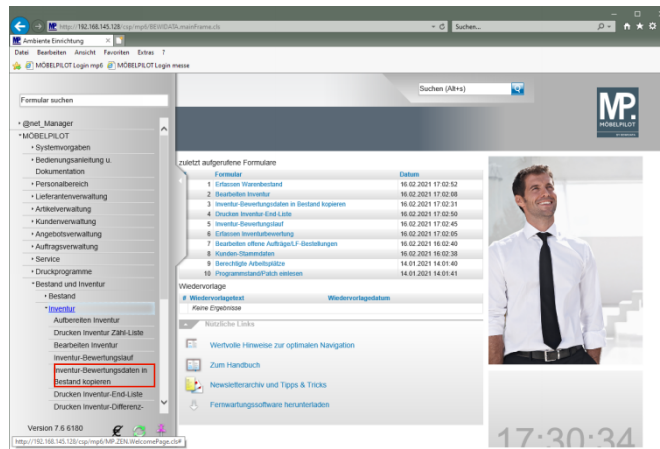 http://192.168.145.128/csp/mp6/BEWIDATA.mainFrame.cls
Suchen...
Ambiente Einrichtung
Datei Bearbeiten Ansicht Favoriten Extras ?
MÖBELPILOT Login mp6 MÖBELPILOT Login messe
Suchen (Alt+s)
Formular suchen
MP.
MÖBELPILOT
@net_Manager
MÖBELPILOT
Systemvorgaben
Bedienungsanleitung u.
Dokumentation
Personalbereich
Lieferantenverwaltung
Artikelverwaltung
Kundenverwaltung
Angebotsverwaltung
Auftragsverwaltung
Service
Druckprogramme
Bestand und Inventur
Bestand
Inventur
Aufbereiten Inventur
Drucken Inventur Zähl-Liste
Bearbeiten Inventur
Inventur-Bewertungslauf
Inventur-Bewertungsdaten in
Bestand kopieren
Drucken Inventur-End-Liste
Drucken Inventur-Differenz-
Version 7.6 6180
http://192.168.145.128/csp/mp6/MP.ZEN.WelcomePage.cls#
zuletzt aufgerufene Formulare
Formular Datum
1 Erfassen Warenbestand 16.02.2021 17:02:52
2 Bearbeiten Inventur 16.02.2021 17:02:08
3 Inventur-Bewertungsdaten in Bestand kopieren 16.02.2021 17:02:31
4 Drucken Inventur-End-Liste 16.02.2021 17:02:50
5 Inventur-Bewertungslauf 16.02.2021 17:02:45
6 Erfassen Inventurbewertung 16.02.2021 17:02:05
7 Bearbeiten offene Aufträge/LF-Bestellungen 16.02.2021 16:02:40
8 Kunden-Stammdaten 16.02.2021 16:02:38
9 Berechtigte Arbeitsplätze 14.01.2021 14:01:40
10 Programmstand/Patch einlesen 14.01.2021 14:01:41
Wiedervorlage
# Wiedervorlagetext Wiedervorlagedatum
Keine Ergebnisse
Nützliche Links
Wertvolle Hinweise zur optimalen Navigation
Zum Handbuch
Newsletterarchiv und Tipps & Tricks
Fernwartungssoftware herunterladen
17:30:34